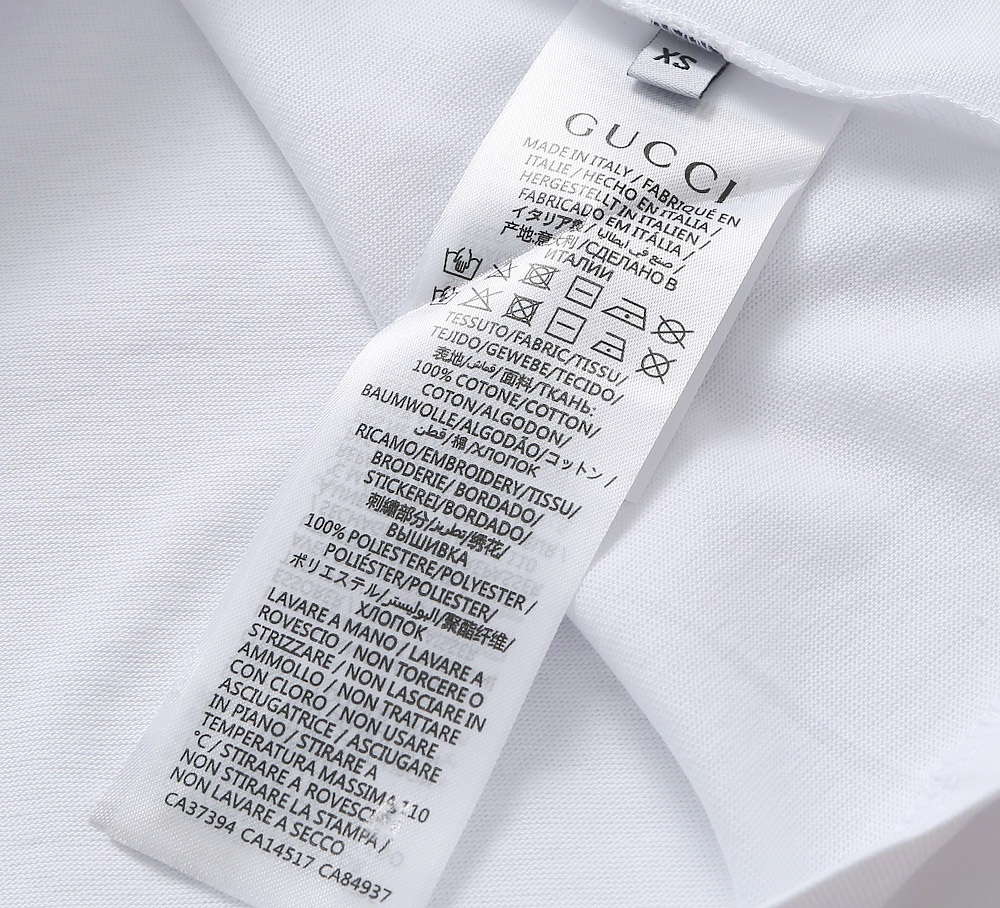 XS
GUCCI
MADE IN ITALY / FABRIQUÉ EN
ITALIE / HECHO EN ITALIA /
HERGESTELLT IN ITALIEN /
FABRICADO EM ITÁLIA /
イタリア製 / صنع في ايطاليا /
产地:意大利 /СДЕЛАНО В
ИТАЛИИ
TESSUTO/FABRIC/TISSU/
TEJIDO/GEWEBE/TECIDO/
表地/قماش/面料/ТКАНЬ:
100% COTONE/COTTON/
COTON/ALGODON/
BAUMWOLLE/ALGODÃO/コットン/
قطن/棉/ХЛОПОК
RICAMO/EMBROIDERY/TISSU/
BRODERIE/ BORDADO/
STICKEREI/BORDADO/
刺繍部分/تطريز/绣花/
ВЫШИВКА
100% POLIESTERE/POLYESTER /
POLIÉSTER/POLIESTER/
ポリエステル/البوليستر/聚酯纤维/
ХЛОПОК
LAVARE A MANO / LAVARE A
ROVESCIO / NON TORCERE O
STRIZZARE / NON LASCIARE IN
AMMOLLO / NON TRATTARE
CON CLORO / NON USARE
ASCIUGATRICE / ASCIUGARE
IN PIANO / STIRARE A
TEMPERATURA MASSIMA 110
°C / STIRARE A ROVESCIO
NON STIRARE LA STAMPA /
NON LAVARE A SECCO
CA37394 CA14517 CA84937